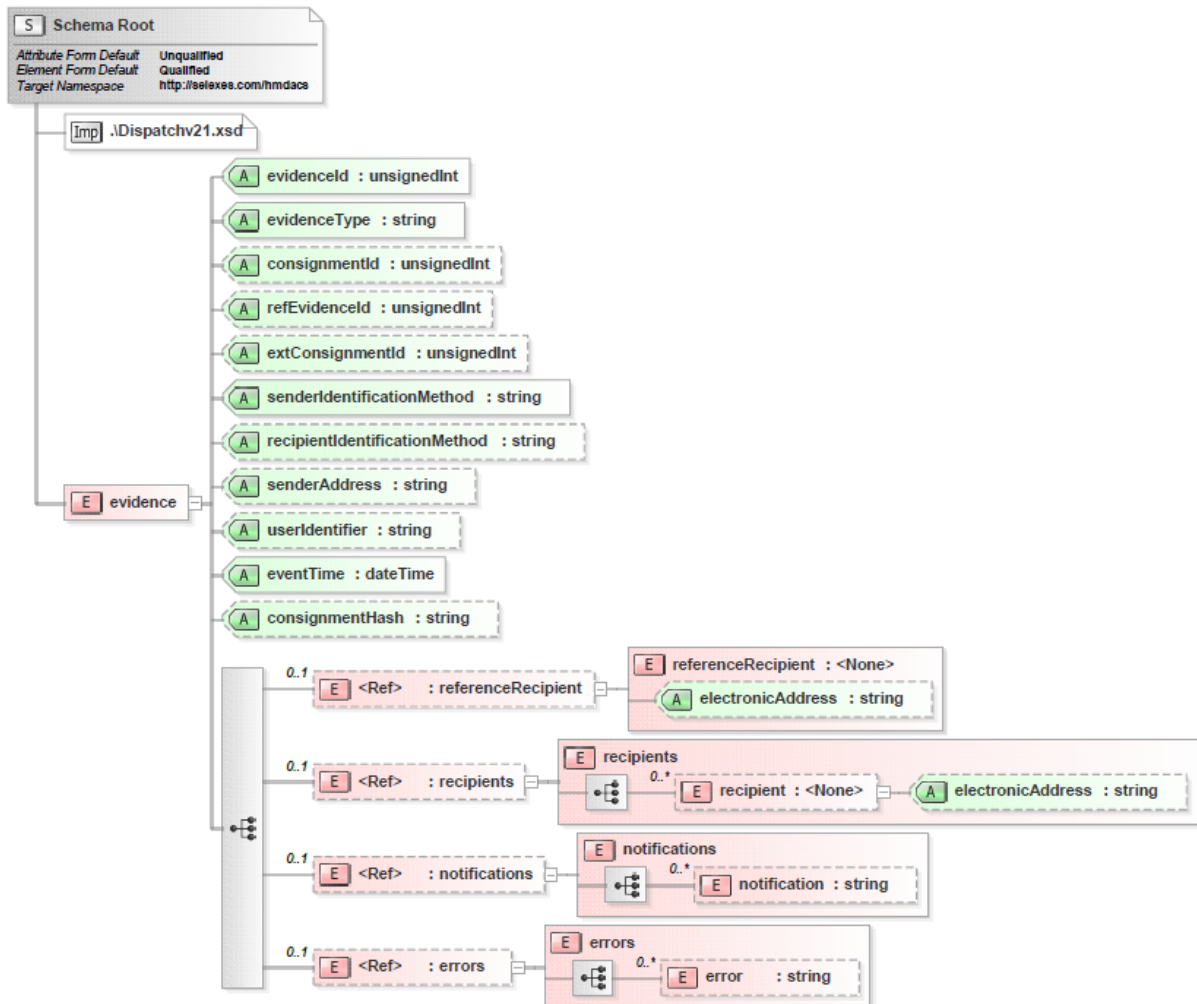 S Schema Root
Attribute Form Default Unqualified
Element Form Default Qualified
Target Namespace http://selexes.com/hmdacs
Imp .\Dispatchv21.xsd
A evidenceId : unsignedInt
A evidenceType : string
A consignmentId : unsignedInt
A refEvidenceId : unsignedInt
A extConsignmentId : unsignedInt
A senderIdentificationMethod : string
A recipientIdentificationMethod : string
A senderAddress : string
E evidence
A userIdentifier : string
A eventTime : dateTime
A consignmentHash : string
0..1 E <Ref> : referenceRecipient
E referenceRecipient : <None>
A electronicAddress : string
0..1 E <Ref> : recipients
E recipients
0..* E recipient : <None> A electronicAddress : string
0..1 E <Ref> : notifications
E notifications
0..* E notification : string
0..1 E <Ref> : errors
E errors
0..* E error : string